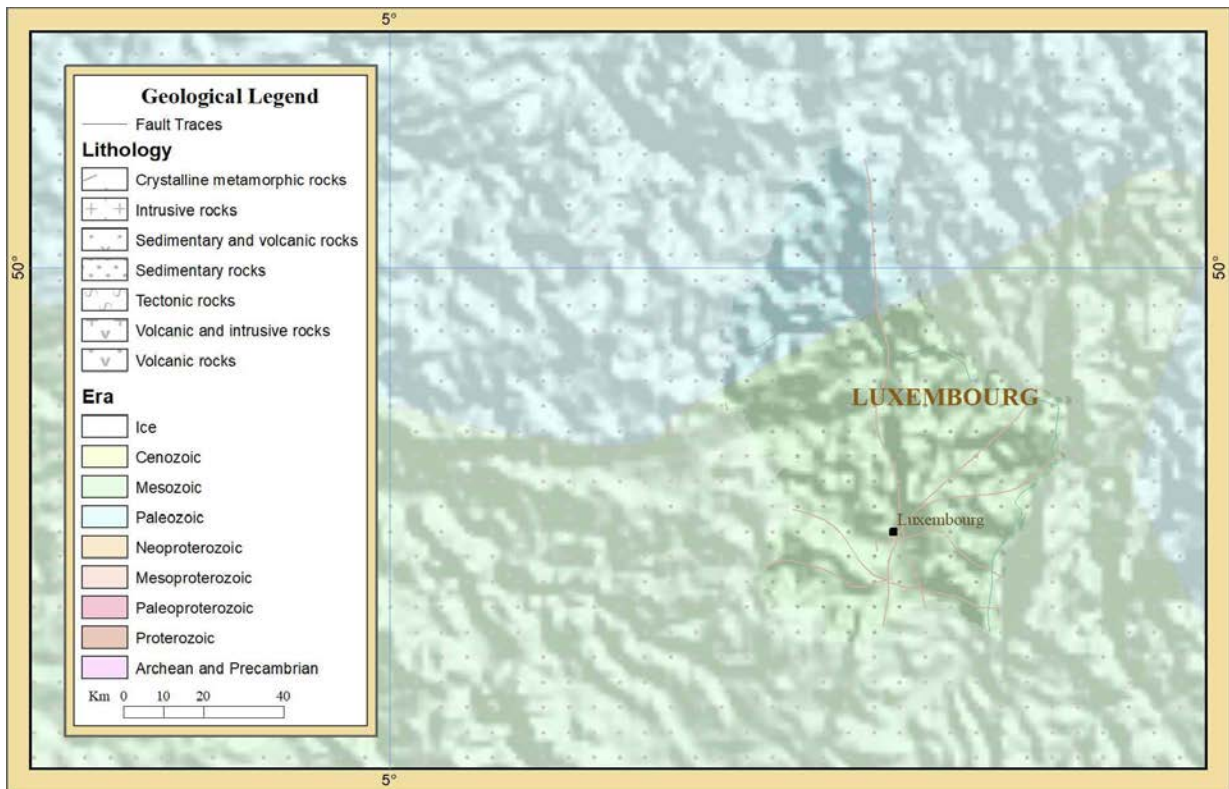 5°
Geological Legend
Fault Traces
Lithology
Crystalline metamorphic rocks
Intrusive rocks
Sedimentary and volcanic rocks
Sedimentary rocks
Tectonic rocks
Volcanic and intrusive rocks
Volcanic rocks
Era
Ice
Cenozoic
Mesozoic
Paleozoic
Neoproterozoic
Mesoproterozoic
Paleoproterozoic
Proterozoic
Archean and Precambrian
Km 0 10 20 40
50°
50°
LUXEMBOURG
Luxembourg
5°